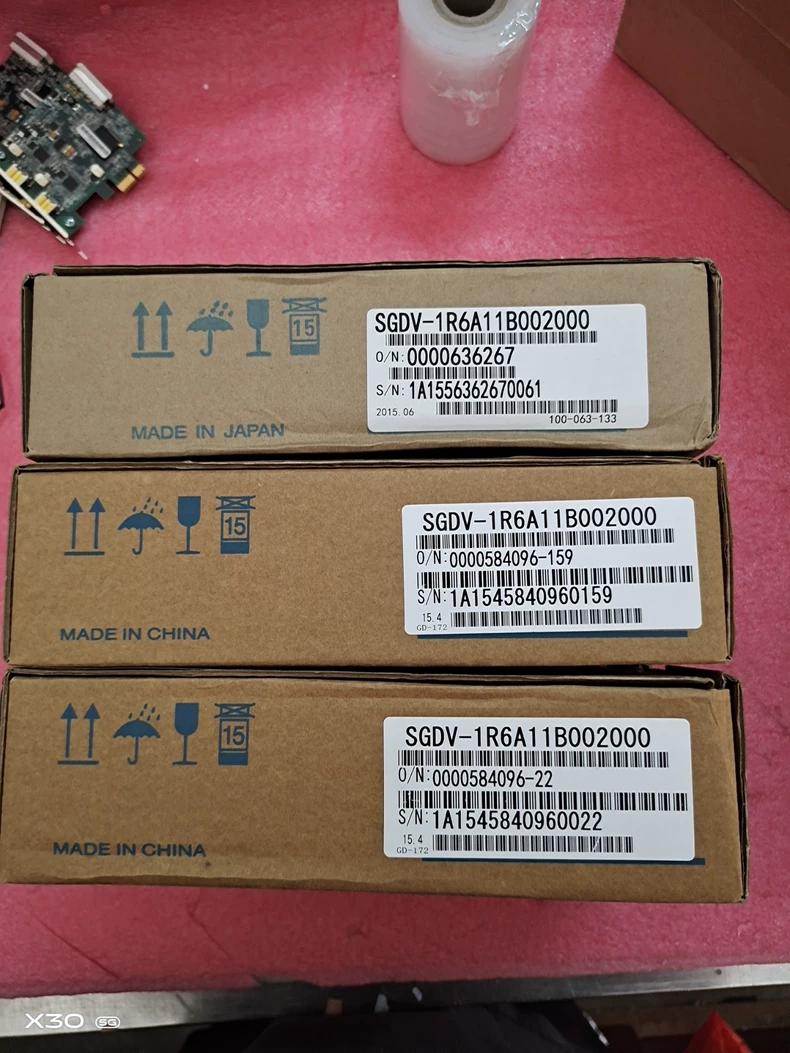 15
SGDV-1R6A11B002000
O/N: 0000636267
S/N: 1A1556362670061
2015.06
100-063-133
MADE IN JAPAN
15
SGDV-1R6A11B002000
O/N: 0000584096-159
S/N: 1A1545840960159
15.4
GD-172
MADE IN CHINA
15
SGDV-1R6A11B002000
O/N: 0000584096-22
S/N: 1A1545840960022
15.4
GD-172
MADE IN CHINA
X30 5G